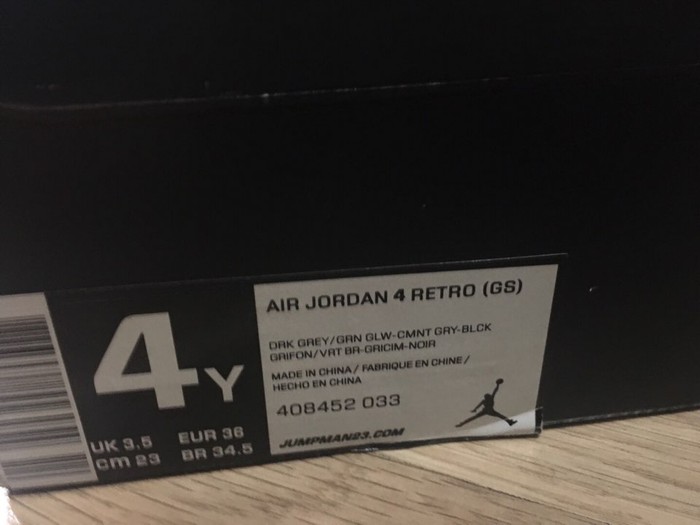 4Y
UK 3.5 EUR 36
cm 23 BR 34.5
AIR JORDAN 4 RETRO (GS)
DRK GREY/GRN GLW-CMNT GRY-BLCK
GRIFON/VRT BR-GRICIM-NOIR
MADE IN CHINA / FABRIQUE EN CHINE /
HECHO EN CHINA
408452 033
JUMPMAN23.COM